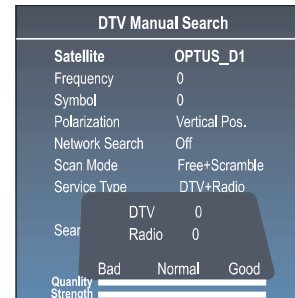 DTV Manual Search
Satellite OPTUS_D1
Frequency 0
Symbol 0
Polarization Vertical Pos.
Network Search Off
Scan Mode Free+Scramble
Service Type DTV+Radio
DTV 0
Sear
Radio 0
Bad Normal Good
Quanlity
Strength